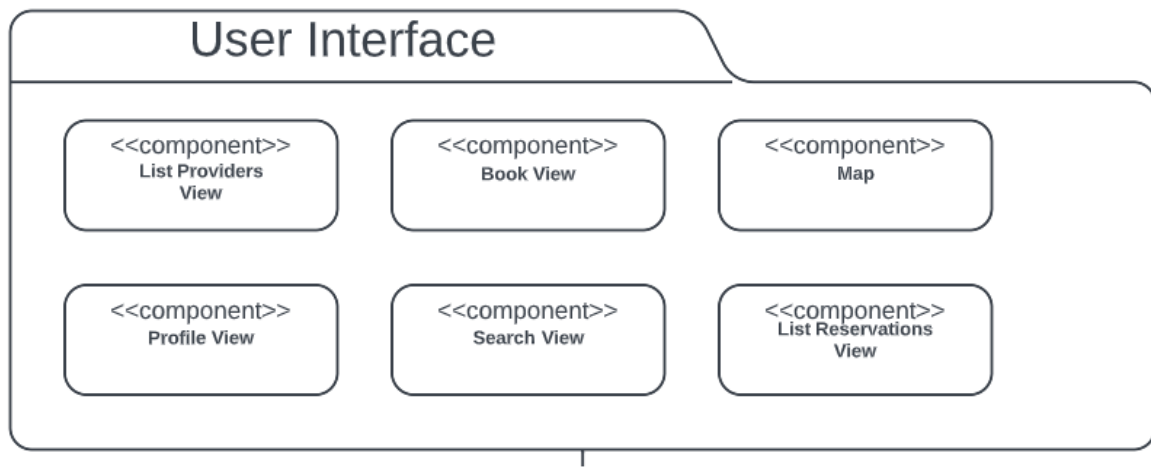 User Interface
<<component>>
List Providers
View
<<component>>
Book View
<<component>>
Map
<<component>>
Profile View
<<component>>
Search View
<<component>>
List Reservations
View